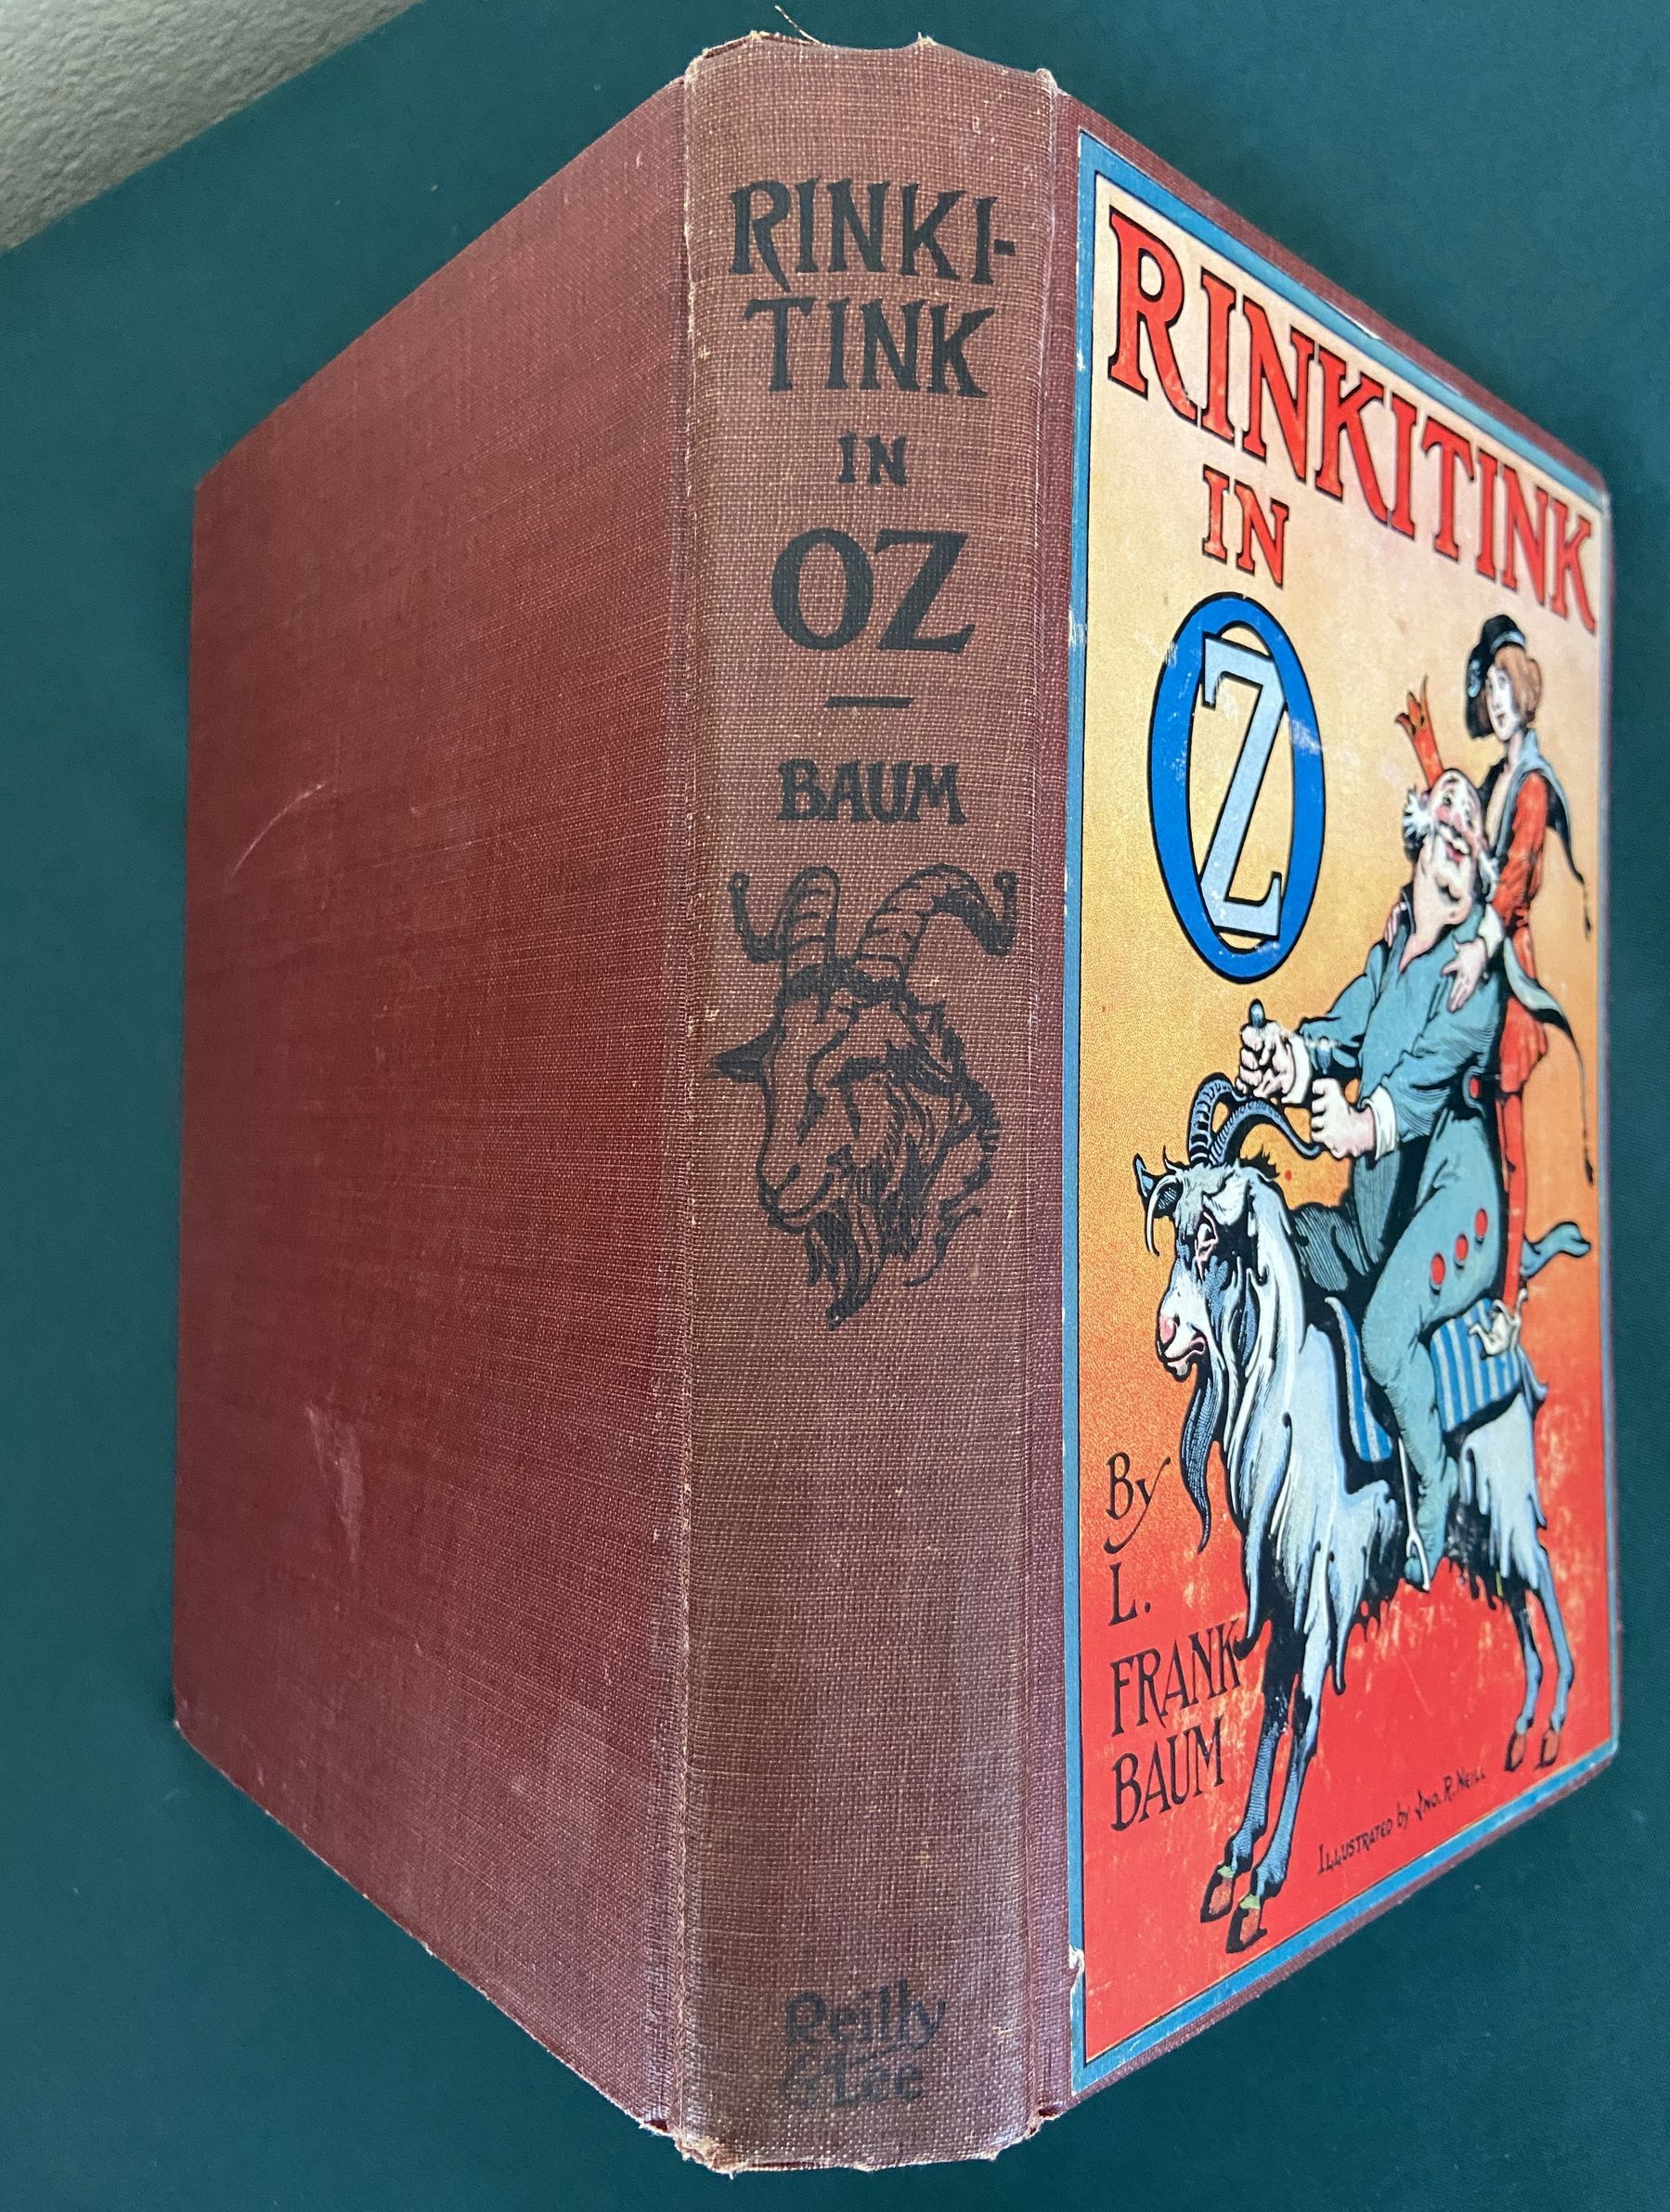 RINKI-
TINK
IN
OZ
BAUM
Reilly
& Lee
RINKITINK
IN
OZ
By
L.
FRANK
BAUM
ILLUSTRATED by JNO. R. NEILL